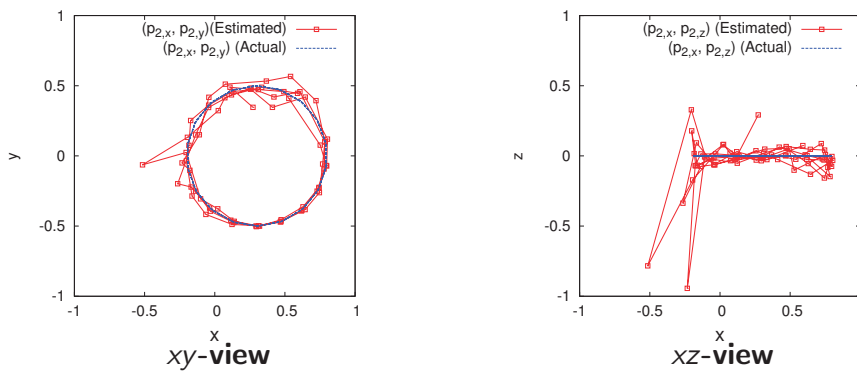 (p2,x, p2,y)(Estimated)
(p2,x, p2,y) (Actual)
1
0.5
0
-0.5
-1
y
-1 -0.5 0 0.5 1
x
xy-view
(p2,x, p2,z) (Estimated)
(p2,x, p2,z) (Actual)
1
0.5
0
-0.5
-1
z
-1 -0.5 0 0.5
x
xz-view